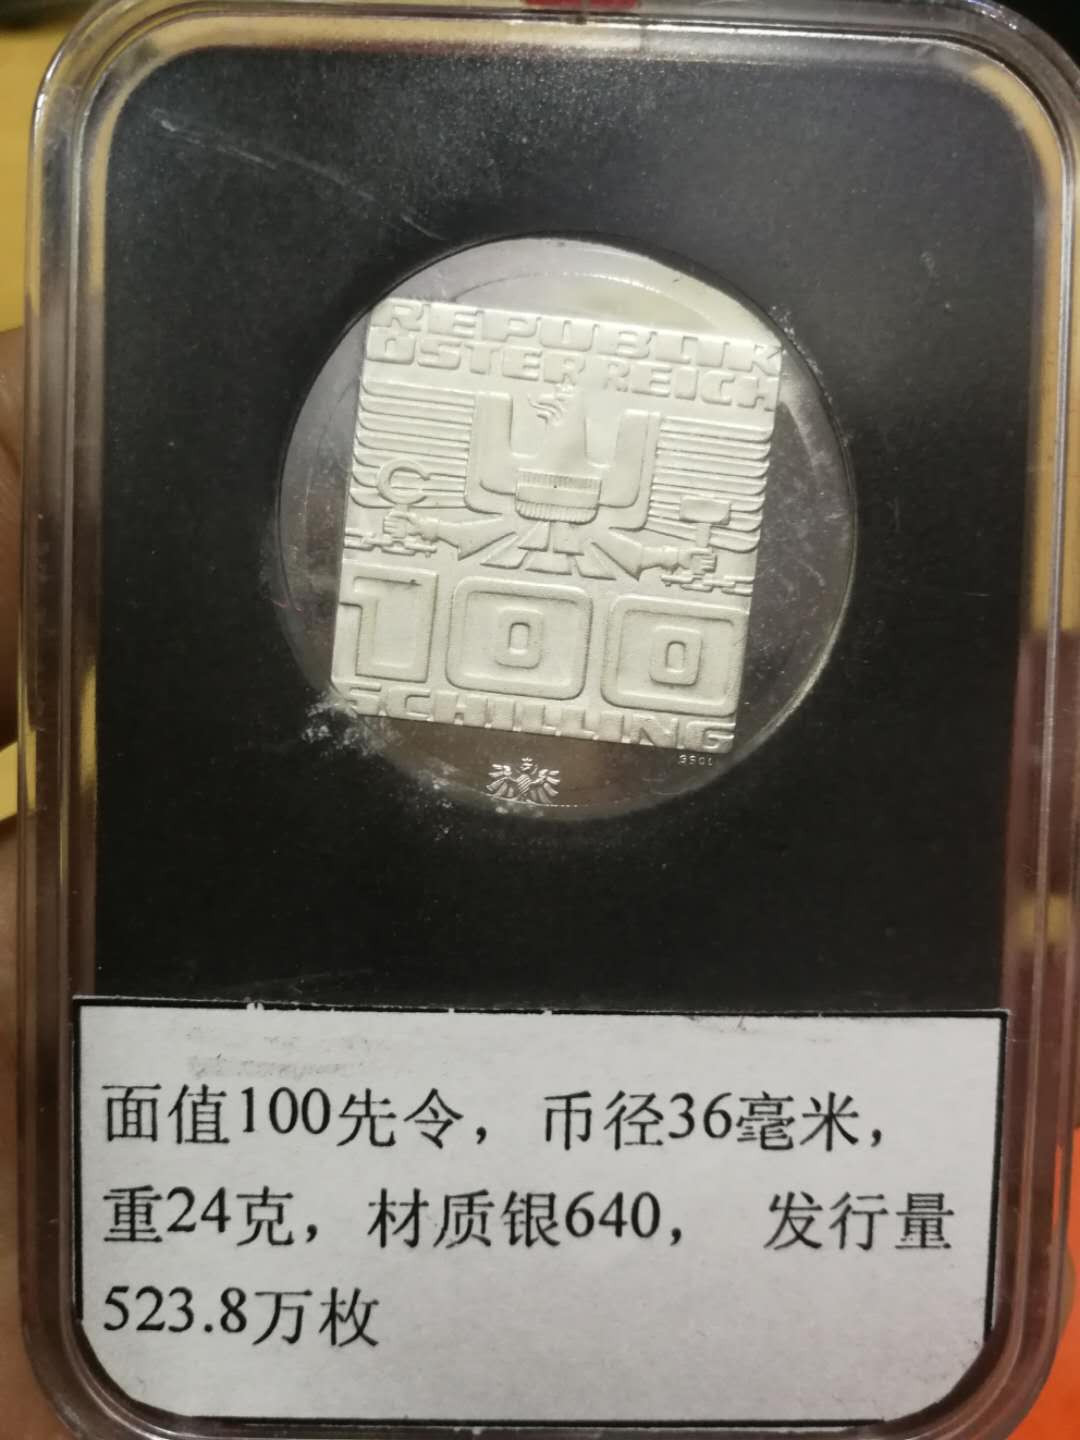 REPUBLIK
ÖSTERREICH
100
SCHILLING
面值100先令，币径36毫米，
重24克，材质银640， 发行量
523.8万枚